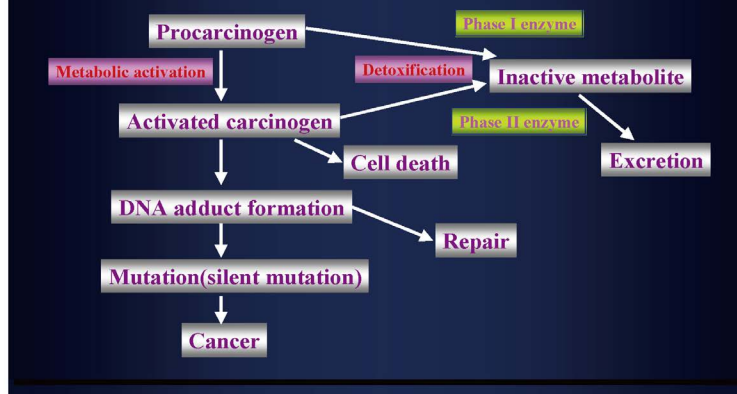 Procarcinogen
Phase I enzyme
Metabolic activation
Detoxification
Inactive metabolite
Activated carcinogen
Phase II enzyme
Cell death
Excretion
DNA adduct formation
Repair
Mutation(silent mutation)
Cancer